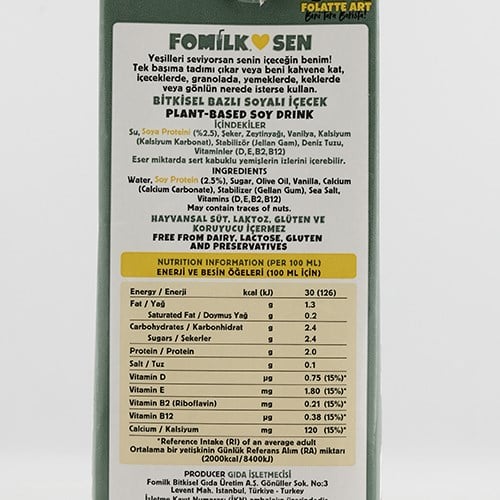 FOLATTE ART
Beni Tara Barista!
FOMİLK SEN
Yeşilleri seviyorsan senin içeceğin benim!
Tek başıma tadımı çıkar veya beni kahvene kat,
içeceklerde, granolada, yemeklerde, keklerde
veya gönlün nerede isterse kullan.
BİTKİSEL BAZLI SOYALI İÇECEK
PLANT-BASED SOY DRINK
İÇİNDEKİLER
Su, Soya Proteini (%2.5), Şeker, Zeytinyağı, Vanilya, Kalsiyum
(Kalsiyum Karbonat), Stabilizör (Jellan Gam), Deniz Tuzu,
Vitaminler (D,E,B2,B12)
Eser miktarda sert kabuklu yemişlerin izlerini içerebilir.
INGREDIENTS
Water, Soy Protein (2.5%), Sugar, Olive Oil, Vanilla, Calcium
(Calcium Carbonate), Stabilizer (Gellan Gum), Sea Salt,
Vitamins (D,E,B2,B12)
May contain traces of nuts.
HAYVANSAL SÜT, LAKTOZ, GLÜTEN VE
KORUYUCU İÇERMEZ
FREE FROM DAIRY, LACTOSE, GLUTEN
AND PRESERVATIVES
NUTRITION INFORMATION (PER 100 ML)
ENERJİ VE BESİN ÖĞELERİ (100 ML İÇİN)
Energy / Enerji kcal (kJ) 30 (126)
Fat / Yağ g 1.3
Saturated Fat / Doymuş Yağ g 0.2
Carbohydrates / Karbonhidrat g 2.4
Sugars / Şekerler g 2.4
Protein / Protein g 2.0
Salt / Tuz g 0.1
Vitamin D µg 0.75 (15%)*
Vitamin E mg 1.80 (15%)*
Vitamin B2 (Riboflavin) mg 0.21 (15%)*
Vitamin B12 µg 0.38 (15%)*
Calcium / Kalsiyum mg 120 (15%)*
*Reference Intake (RI) of an average adult
Ortalama bir yetişkinin Günlük Referans Alım (RA) miktarı
(2000kcal/8400kJ)
PRODUCER GIDA İŞLETMECİSİ
Fomilk Bitkisel Gıda Üretim A.Ş. Gönüller Sok. No:3
Levent Mah. İstanbul, Türkiye - Turkey